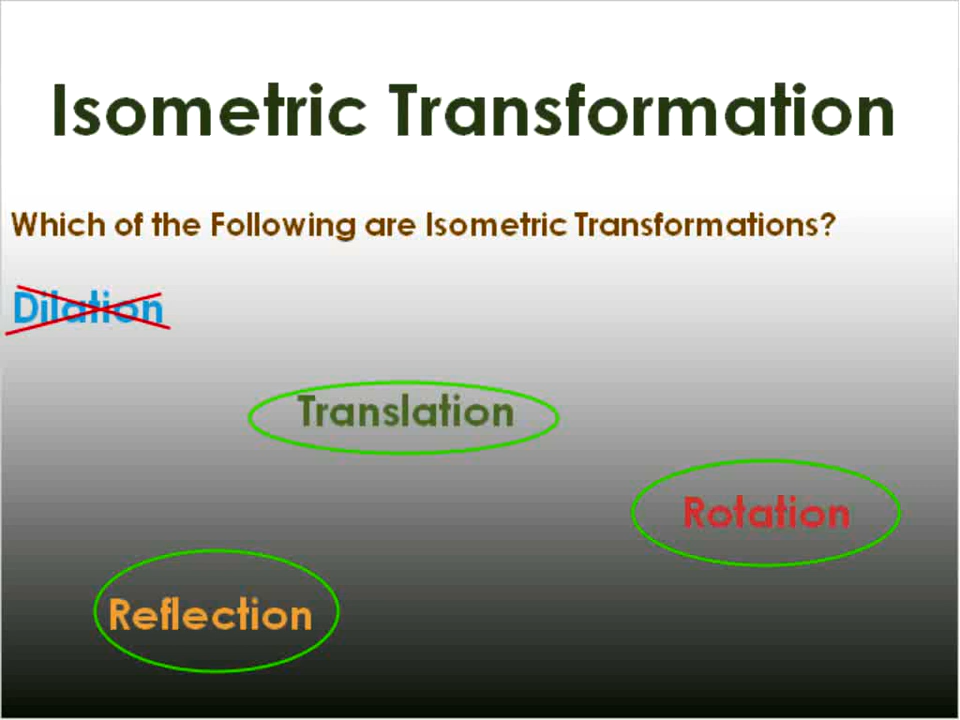 Isometric Transformation
Which of the Following are Isometric Transformations?
Dilation
Translation
Rotation
Reflection